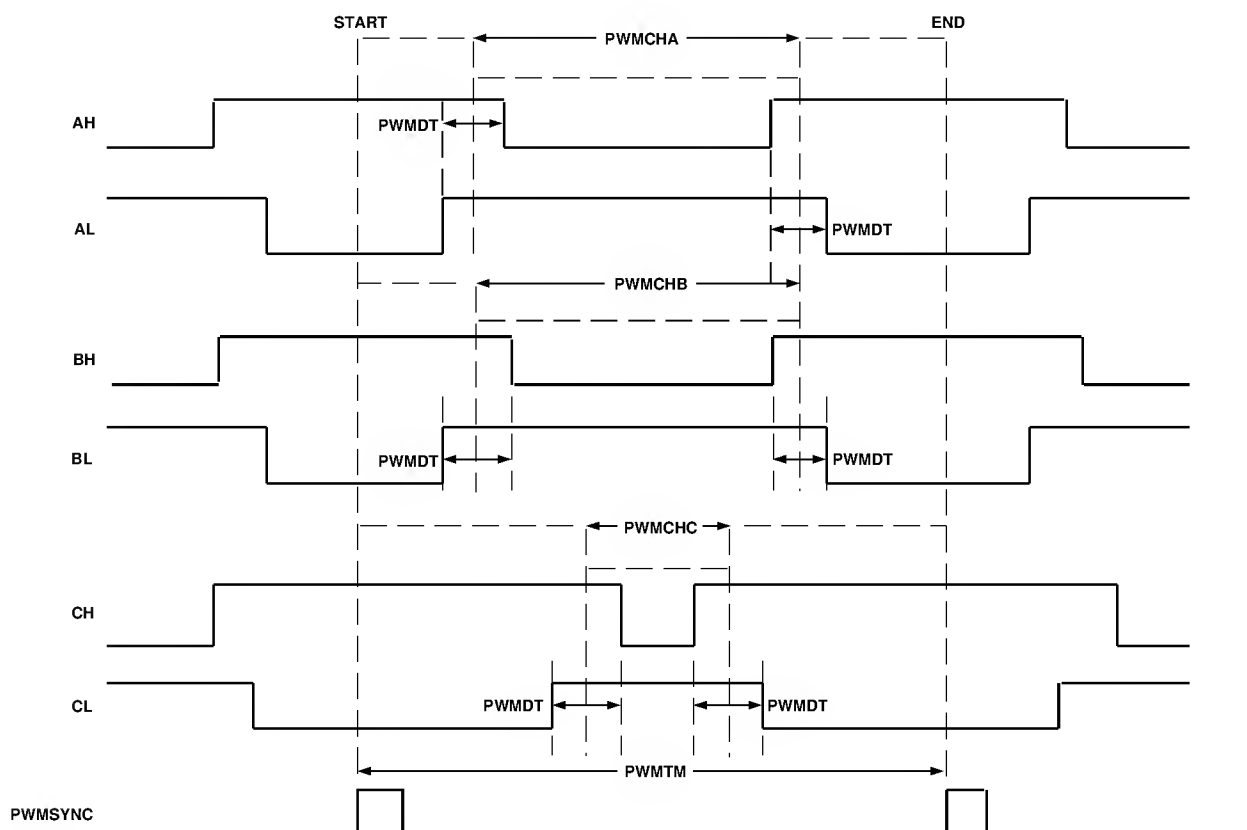 START
END
PWMCHA
AH
PWMDT
AL
PWMDT
PWMCHB
BH
BL
PWMDT
PWMDT
PWMCHC
CH
CL
PWMDT
PWMDT
PWMTM
PWMSYNC